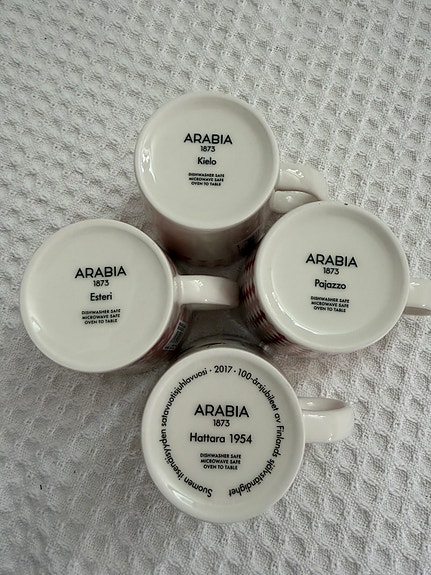 ARABIA
1873
Kielo
DISHWASHER SAFE
MICROWAVE SAFE
OVEN TO TABLE
ARABIA
1873
Esteri
DISHWASHER SAFE
MICROWAVE SAFE
OVEN TO TABLE
ARABIA
1873
Pajazzo
DISHWASHER SAFE
MICROWAVE SAFE
OVEN TO TABLE
Suomen itsenäisyyden satavuotisjuhlavuosi · 2017 · 100-årsjubileet av Finlands självständighet
ARABIA
1873
Hattara 1954
DISHWASHER SAFE
MICROWAVE SAFE
OVEN TO TABLE